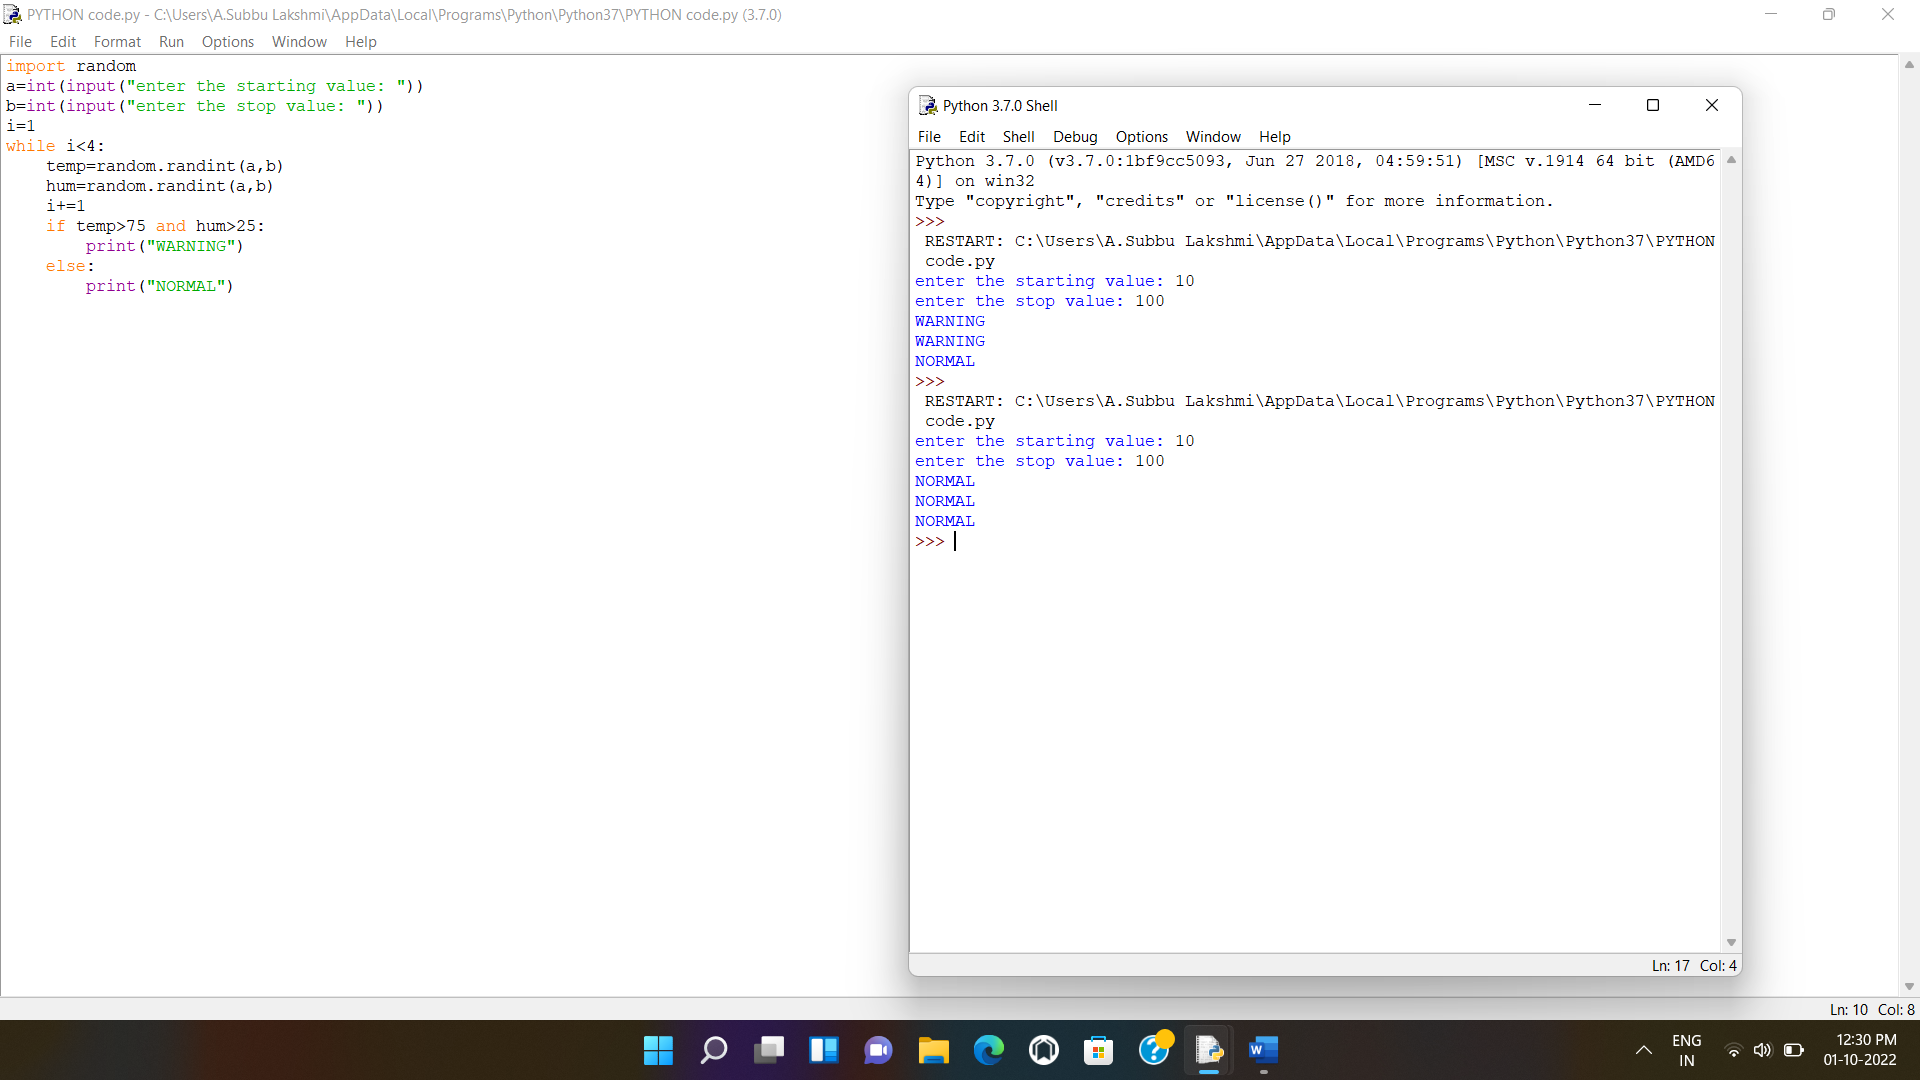 PYTHON code.py - C:\Users\A.Subbu Lakshmi\AppData\Local\Programs\Python\Python37\PYTHON code.py (3.7.0)
File Edit Format Run Options Window Help
import random
a=int(input("enter the starting value: "))
b=int(input("enter the stop value: "))
i=1
while i<4:
    temp=random.randint(a,b)
    hum=random.randint(a,b)
    i+=1
    if temp>75 and hum>25:
        print("WARNING")
    else:
        print("NORMAL")
Python 3.7.0 Shell
File Edit Shell Debug Options Window Help
Python 3.7.0 (v3.7.0:1bf9cc5093, Jun 27 2018, 04:59:51) [MSC v.1914 64 bit (AMD6
4)] on win32
Type "copyright", "credits" or "license()" for more information.
>>>
 RESTART: C:\Users\A.Subbu Lakshmi\AppData\Local\Programs\Python\Python37\PYTHON
 code.py
enter the starting value: 10
enter the stop value: 100
WARNING
WARNING
NORMAL
>>>
 RESTART: C:\Users\A.Subbu Lakshmi\AppData\Local\Programs\Python\Python37\PYTHON
 code.py
enter the starting value: 10
enter the stop value: 100
NORMAL
NORMAL
NORMAL
>>>
Ln: 17 Col: 4
Ln: 10 Col: 8
ENG
IN
12:30 PM
01-10-2022